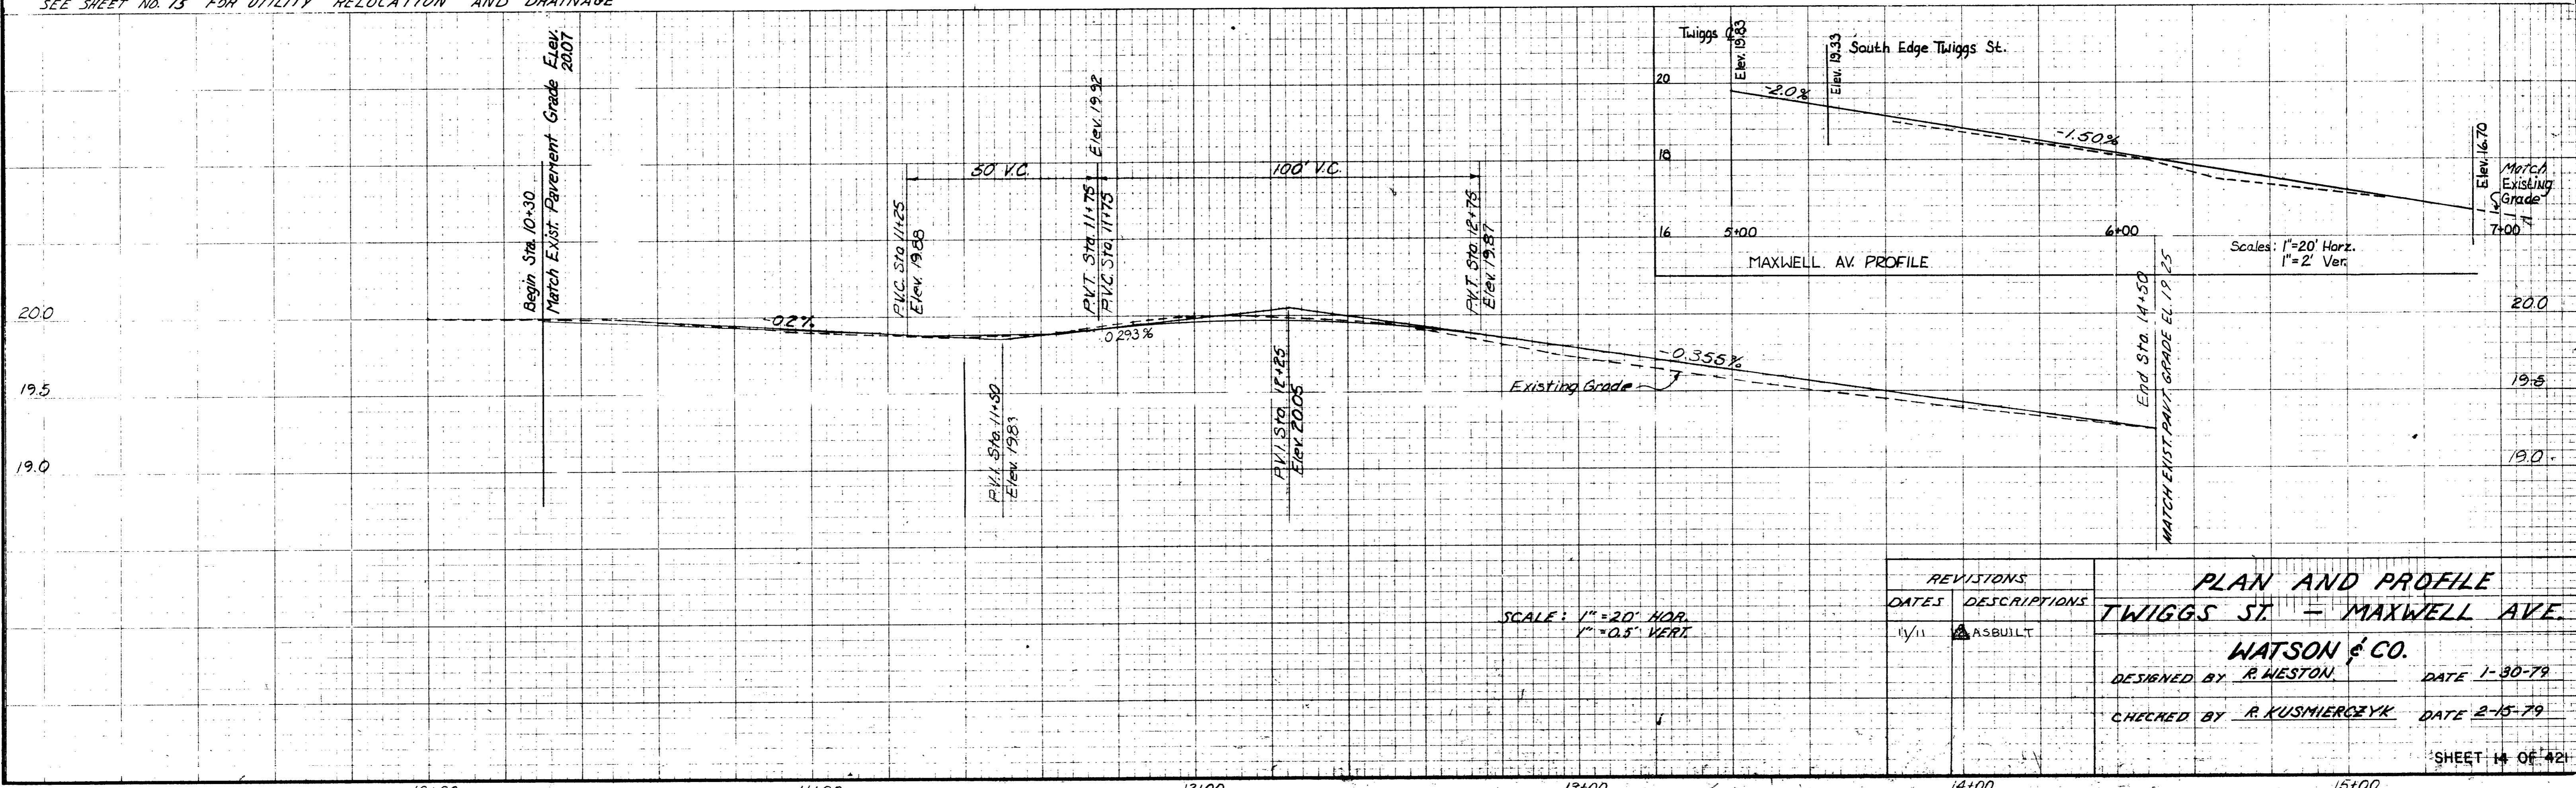 SEE SHEET NO. 15 FOR UTILITY RELOCATION AND DRAINAGE
Begin Sta. 10+30
Match Exist. Pavement Grade Elev.
20.07
P.V.C. Sta 11+25
Elev. 19.88
50' V.C.
P.V.T. Sta. 11+75 Elev. 19.92
P.V.C. Sta. 11+75
100' V.C.
P.V.T. Sta. 12+75
Elev. 19.87
-0.2%
0.293%
-0.355%
Existing Grade
P.V.I. Sta. 11+50
Elev. 19.83
P.V.I. Sta. 12+25
Elev. 20.05
End Sta. 14+50
MATCH EXIST. PAVT. GRADE EL. 19.25
20.0
19.5
19.0
20.0
19.5
19.0
Twiggs ℄
Elev. 19.83
Elev. 19.33
South Edge Twiggs St.
20
18
16
-2.0%
-1.50%
Elev. 16.70
Match
Existing
Grade
5+00
6+00
7+00
MAXWELL AV. PROFILE
Scales: 1"=20' Horz.
1"=2' Ver.
SCALE: 1"=20' HOR.
1"=0.5' VERT.
REVISIONS
DATES DESCRIPTIONS
11/11 ASBUILT
PLAN AND PROFILE
TWIGGS ST. — MAXWELL AVE.
WATSON & CO.
DESIGNED BY R. WESTON DATE 1-30-79
CHECKED BY R. KUSMIERCZYK DATE 2-15-79
SHEET 14 OF 421
14+00
15+00